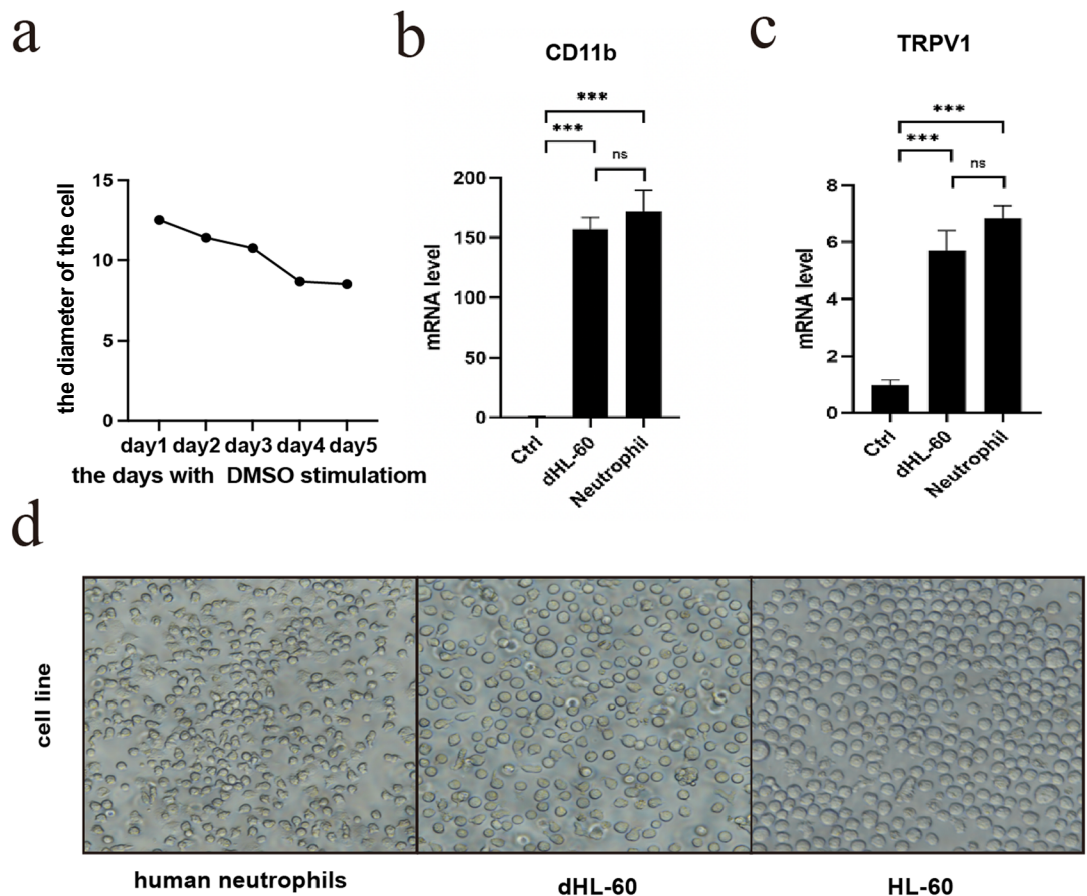 a
the diameter of the cell
15
10
5
0
day1 day2 day3 day4 day5
the days with DMSO stimulatiom
b
CD11b
***
***
ns
mRNA level
200
150
100
50
0
Ctrl
dHL-60
Neutrophil
c
TRPV1
***
***
ns
mRNA level
8
6
4
2
0
Ctrl
dHL-60
Neutrophil
d
cell line
human neutrophils
dHL-60
HL-60